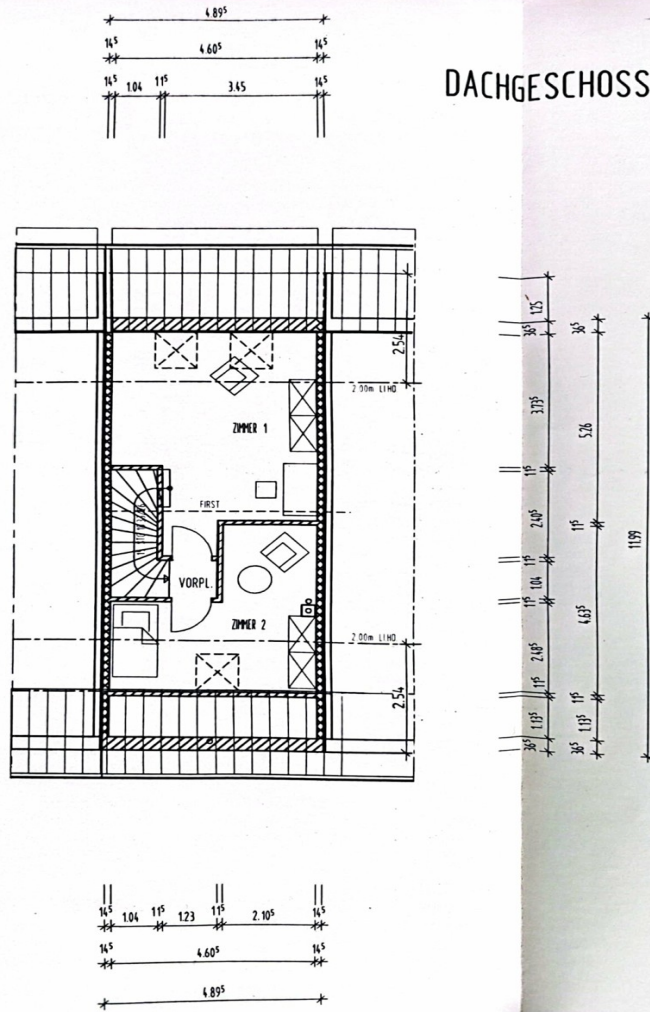 4.89⁵
14⁵ 4.60⁵ 14⁵
14⁵ 1.04 11⁵ 3.45 14⁵
DACHGESCHOSS
2.54
2.00m LIHO
ZIMMER 1
FIRST
VORPL.
ZIMMER 2
2.00m LIHO
2.54
1.25
36⁵
3.73⁵
11⁵
2.40⁵
11⁵
1.04
11⁵
2.48⁵
11⁵
1.13⁵
36⁵
36⁵
5.26
11⁵
4.63⁵
11⁵
1.13⁵
36⁵
11.99
14⁵ 1.04 11⁵ 1.23 11⁵ 2.10⁵ 14⁵
14⁵ 4.60⁵ 14⁵
4.89⁵